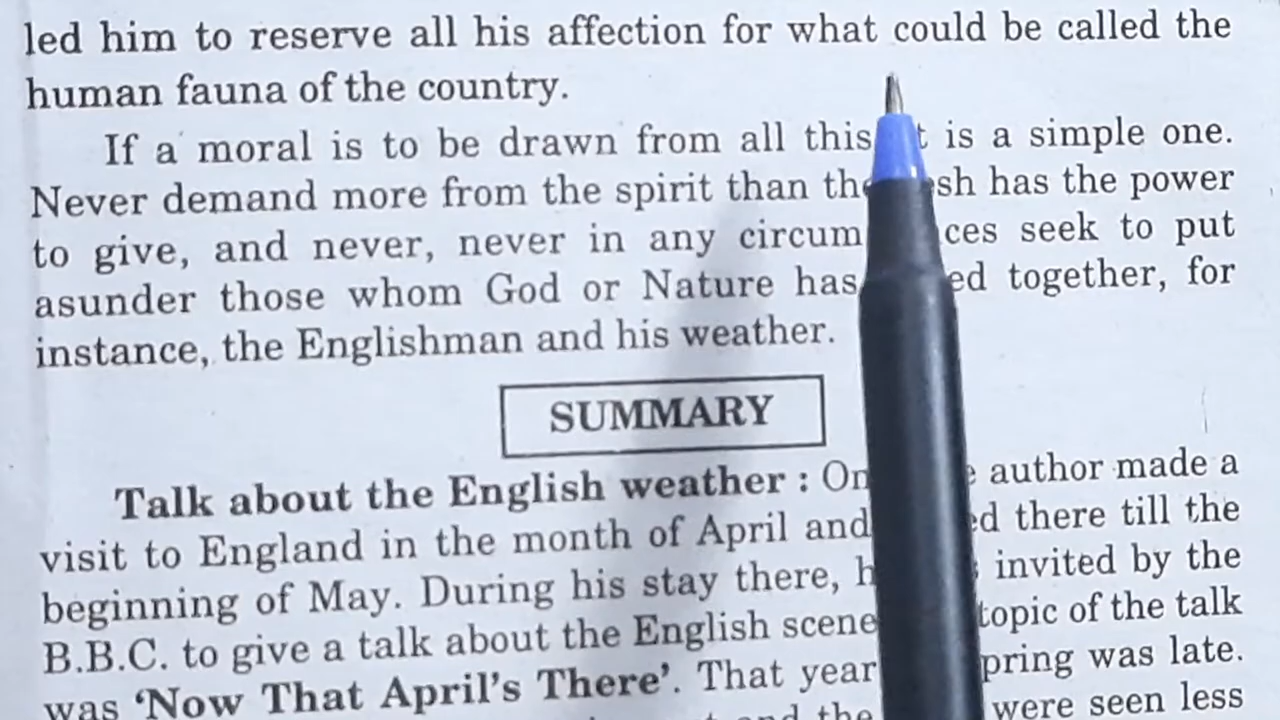 led him to reserve all his affection for what could be called the
human fauna of the country.
If a moral is to be drawn from all this is a simple one.
Never demand more from the spirit than has the power
to give, and never, never in any seek to put
asunder those whom God or Nature has together, for
instance, the Englishman and his weather.
SUMMARY
Talk about the English weather : author made a
visit to England in the month of April and there till the
beginning of May. During his stay there, invited by the
B.B.C. to give a talk about the English scene topic of the talk
was ‘Now That April’s There’. That year was late.
the were seen less